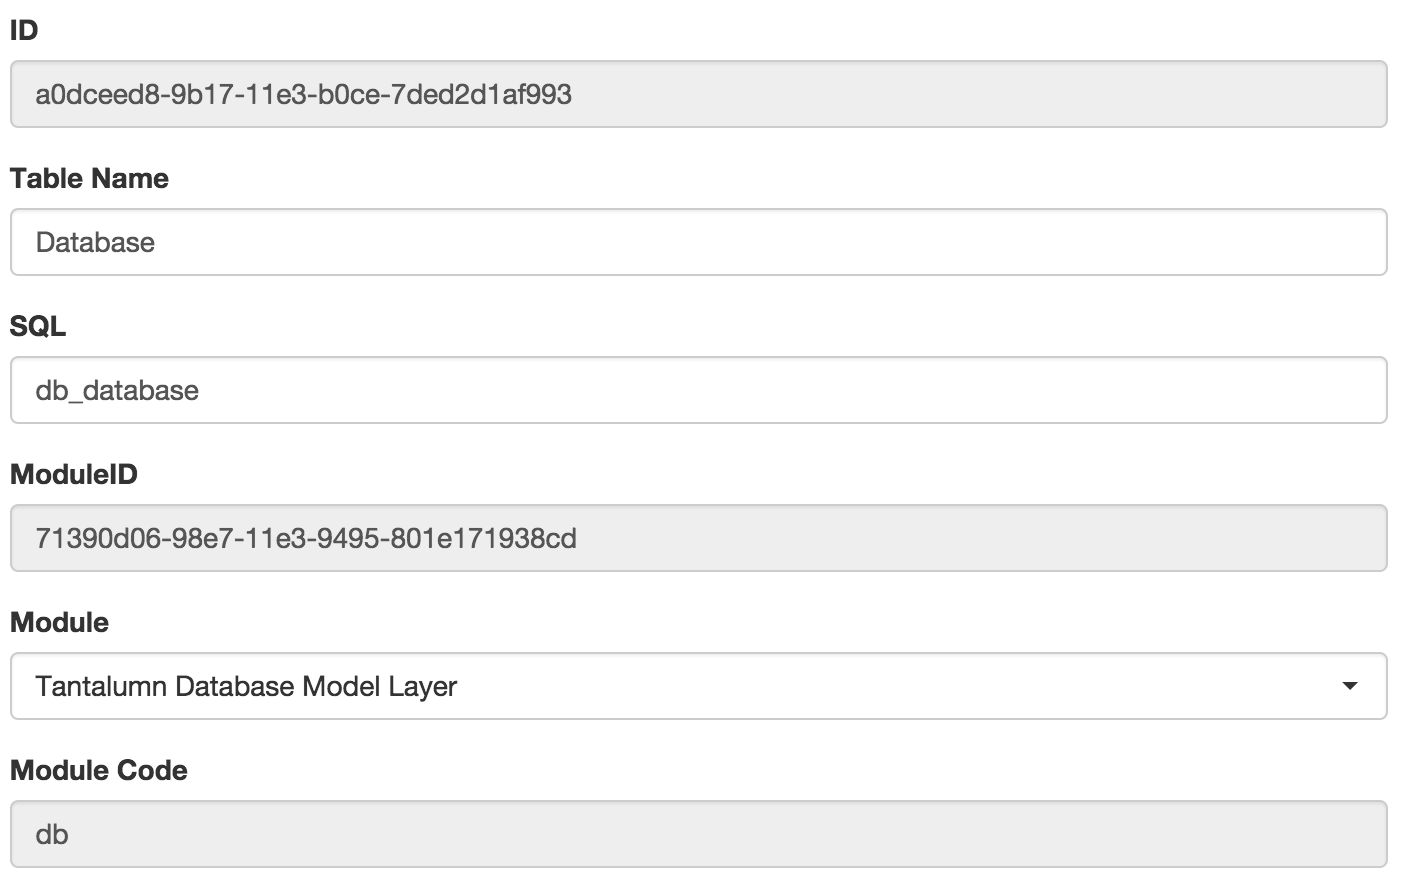 ID
a0dceed8-9b17-11e3-b0ce-7ded2d1af993
Table Name
Database
SQL
db_database
ModuleID
71390d06-98e7-11e3-9495-801e171938cd
Module
Tantalumn Database Model Layer
Module Code
db